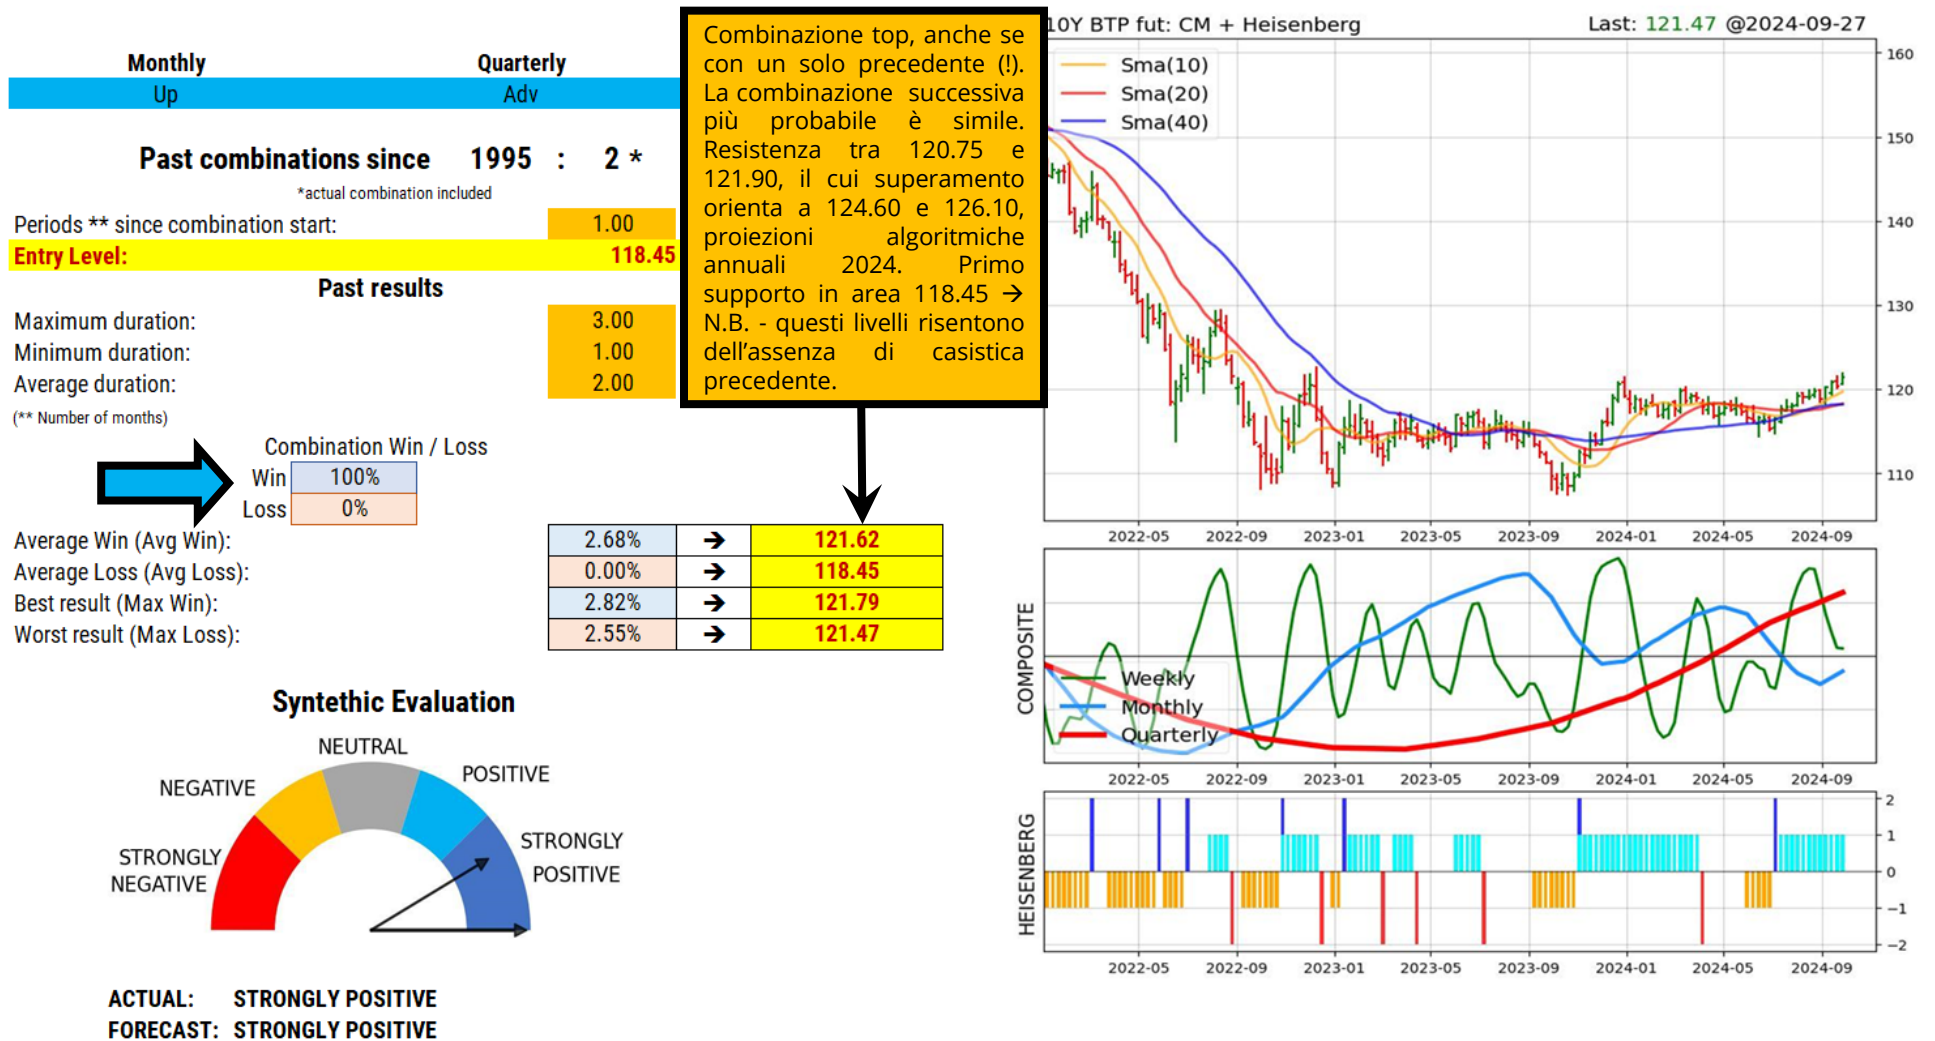 Monthly Quarterly
Up Adv
Past combinations since 1995 : 2 *
*actual combination included
Periods ** since combination start: 1.00
Entry Level: 118.45
Past results
Maximum duration: 3.00
Minimum duration: 1.00
Average duration: 2.00
(** Number of months)
Combination Win / Loss
Win 100%
Loss 0%
Average Win (Avg Win): 2.68% ➔ 121.62
Average Loss (Avg Loss): 0.00% ➔ 118.45
Best result (Max Win): 2.82% ➔ 121.79
Worst result (Max Loss): 2.55% ➔ 121.47
Combinazione top, anche se
con un solo precedente (!).
La combinazione successiva
più probabile è simile.
Resistenza tra 120.75 e
121.90, il cui superamento
orienta a 124.60 e 126.10,
proiezioni algoritmiche
annuali 2024. Primo
supporto in area 118.45 →
N.B. - questi livelli risentono
dell'assenza di casistica
precedente.
Syntethic Evaluation
NEUTRAL
NEGATIVE
POSITIVE
STRONGLY
NEGATIVE
STRONGLY
POSITIVE
ACTUAL: STRONGLY POSITIVE
FORECAST: STRONGLY POSITIVE
10Y BTP fut: CM + Heisenberg Last: 121.47 @2024-09-27
Sma(10)
Sma(20)
Sma(40)
160
150
140
130
120
110
2022-05 2022-09 2023-01 2023-05 2023-09 2024-01 2024-05 2024-09
COMPOSITE
Weekly
Monthly
Quarterly
2022-05 2022-09 2023-01 2023-05 2023-09 2024-01 2024-05 2024-09
HEISENBERG
2
1
0
−1
−2
2022-05 2022-09 2023-01 2023-05 2023-09 2024-01 2024-05 2024-09